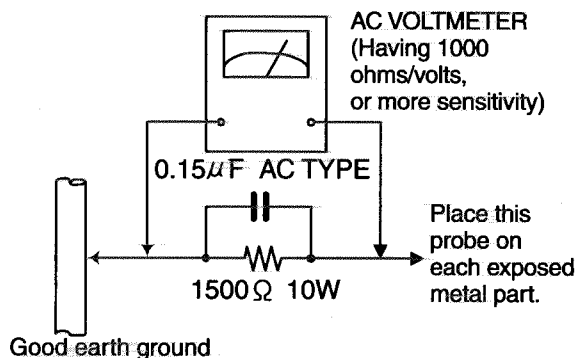 AC VOLTMETER
(Having 1000
ohms/volts,
or more sensitivity)
0.15μF AC TYPE
1500Ω 10W
Place this
probe on
each exposed
metal part.
Good earth ground